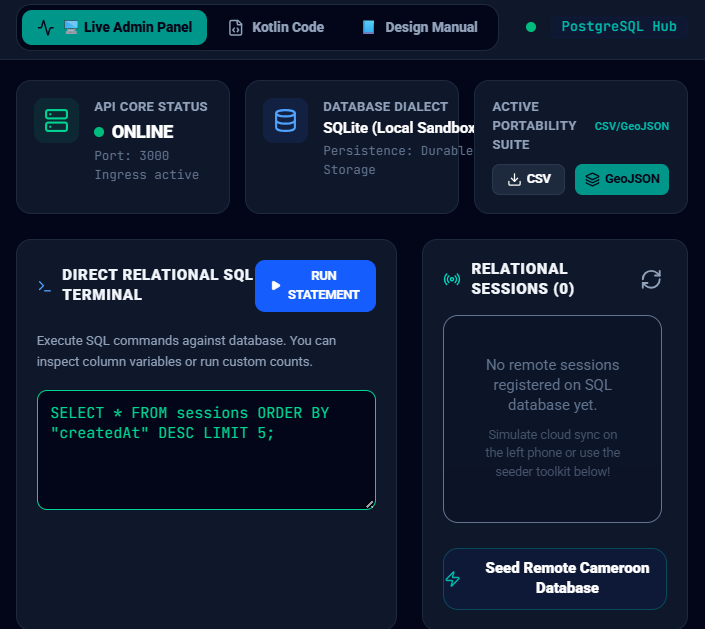 Live Admin Panel
Kotlin Code
Design Manual
PostgreSQL Hub
API CORE STATUS
ONLINE
Port: 3000
Ingress active
DATABASE DIALECT
SQLite (Local Sandbox
Persistence: Durable
Storage
ACTIVE
PORTABILITY
SUITE
CSV/GeoJSON
CSV
GeoJSON
DIRECT RELATIONAL SQL
TERMINAL
RUN
STATEMENT
Execute SQL commands against database. You can
inspect column variables or run custom counts.
SELECT * FROM sessions ORDER BY
"createdAt" DESC LIMIT 5;
RELATIONAL
SESSIONS (0)
No remote sessions
registered on SQL
database yet.
Simulate cloud sync on
the left phone or use the
seeder toolkit below!
Seed Remote Cameroon
Database